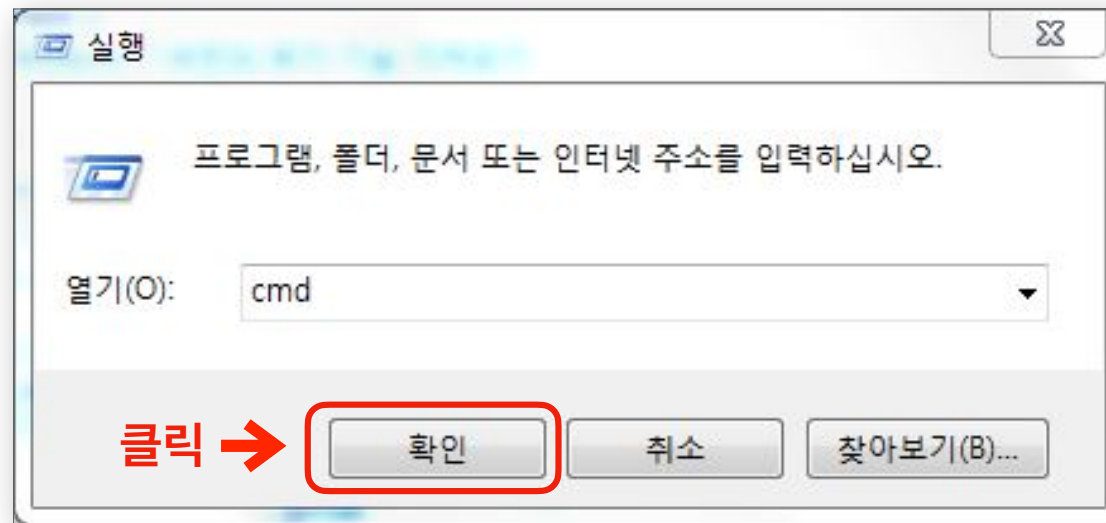 실행
프로그램, 폴더, 문서 또는 인터넷 주소를 입력하십시오.
열기(O): cmd
클릭 → 확인 취소 찾아보기(B)...